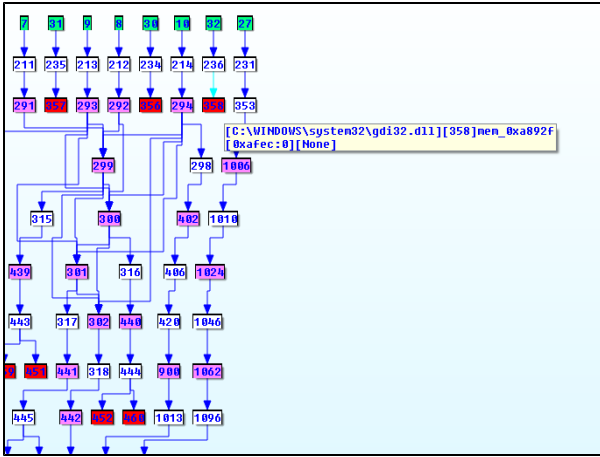 7 31 9 8 30 10 32 27
211 235 213 212 234 214 236 231
291 357 293 292 356 294 358 353
[C:\WINDOWS\system32\gdi32.dll][358]mem_0xa892f
[0xafec:0][None]
299 298 1006
315 300 402 1010
439 301 316 406 1024
443 317 302 440 420 1046
59 451 441 318 444 900 1062
445 442 452 460 1013 1096